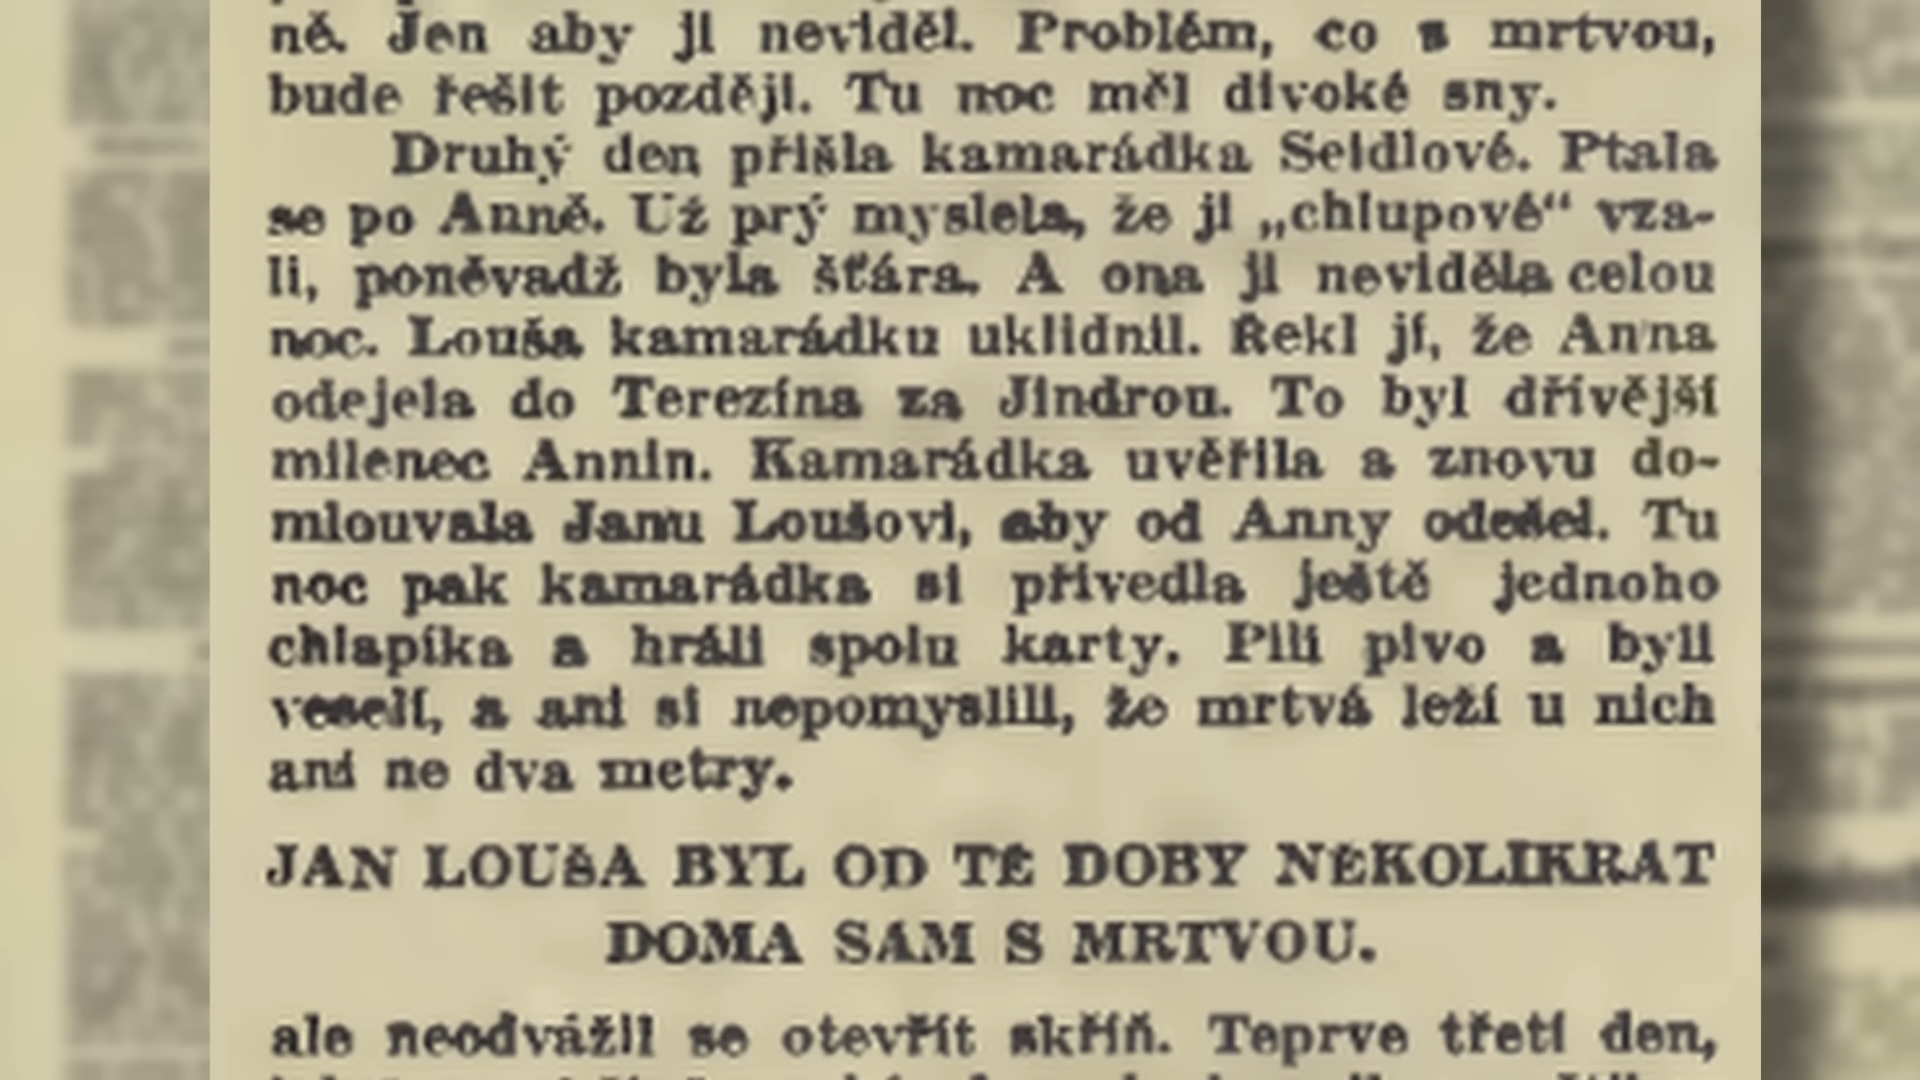 ně. Jen aby ji neviděl. Problém, co s mrtvou,
bude řešit později. Tu noc měl divoké sny.
Druhý den přišla kamarádka Seidlové. Ptala
se po Anně. Už prý myslela, že ji „chlupové“ vza-
li, poněvadž byla šťára. A ona ji neviděla celou
noc. Louša kamarádku uklidnil. Řekl jí, že Anna
odejela do Terezína za Jindrou. To byl dřívější
milenec Annin. Kamarádka uvěřila a znovu do-
mlouvala Janu Loušovi, aby od Anny odešel. Tu
noc pak kamarádka si přivedla ještě jednoho
chlapíka a hráli spolu karty. Pili pivo a byli
veselí, a ani si nepomyslili, že mrtvá leží u nich
ani ne dva metry.
JAN LOUŠA BYL OD TÉ DOBY NĚKOLIKRAT
DOMA SAM S MRTVOU.
ale neodvážil se otevřít skříň. Teprve třetí den,